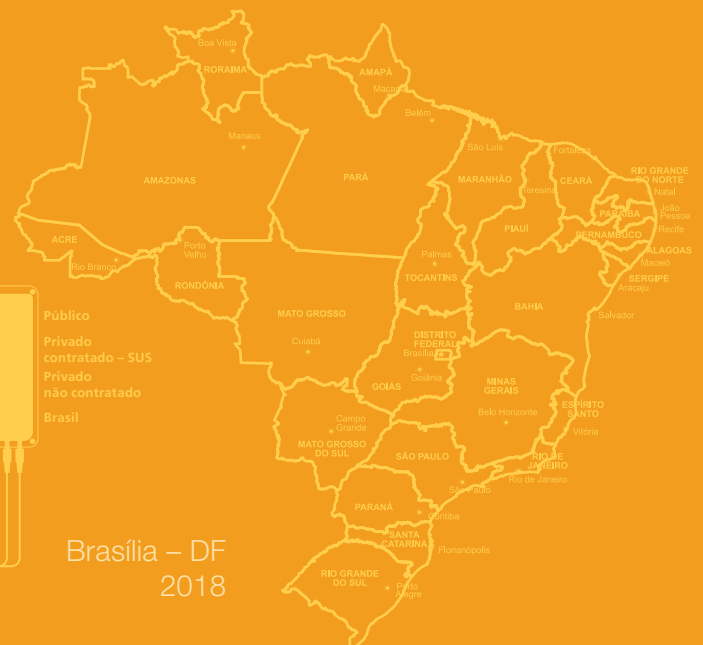 Boa Vista
RORAIMA
AMAPÁ
Macapá
Belém
Manaus
AMAZONAS
PARÁ
São Luís
MARANHÃO
Fortaleza
CEARÁ
Teresina
RIO GRANDE
DO NORTE
Natal
PARAÍBA
João
Pessoa
PIAUÍ
PERNAMBUCO
Recife
ACRE
Rio Branco
Porto
Velho
RONDÔNIA
Palmas
TOCANTINS
ALAGOAS
Maceió
SERGIPE
Aracaju
BAHIA
Salvador
MATO GROSSO
Cuiabá
DISTRITO
FEDERAL
Brasília
GOIÁS
Goiânia
MINAS
GERAIS
Belo Horizonte
ESPÍRITO
SANTO
Vitória
Campo
Grande
MATO GROSSO
DO SUL
SÃO PAULO
São Paulo
RIO DE
JANEIRO
Rio de Janeiro
PARANÁ
Curitiba
SANTA
CATARINA
Florianópolis
RIO GRANDE
DO SUL
Porto
Alegre
Público
Privado
contratado – SUS
Privado
não contratado
Brasil
Brasília – DF
2018